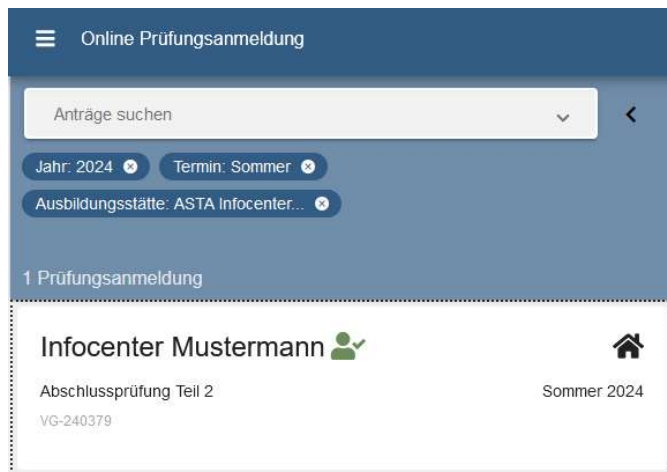 Online Prüfungsanmeldung
Anträge suchen
Jahr: 2024 Termin: Sommer
Ausbildungsstätte: ASTA Infocenter...
1 Prüfungsanmeldung
Infocenter Mustermann
Abschlussprüfung Teil 2 Sommer 2024
VG-240379